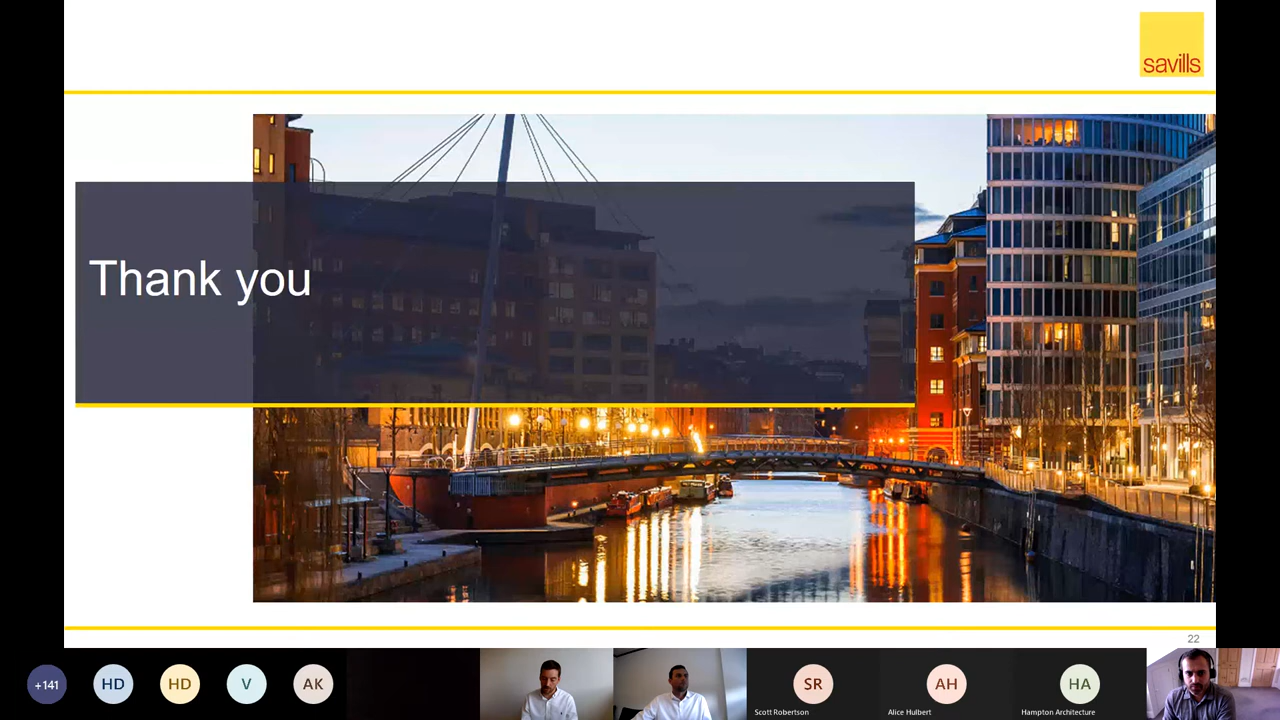 savills
Thank you
22
+141
HD
HD
V
AK
SR
AH
HA
Scott Robertson
Alice Hulbert
Hampton Architecture